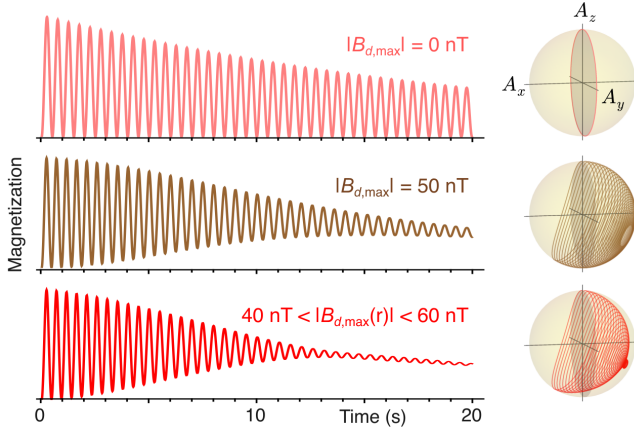 |B_d,max| = 0 nT
A_z
A_x
A_y
|B_d,max| = 50 nT
Magnetization
40 nT < |B_d,max(r)| < 60 nT
0 10 20
Time (s)